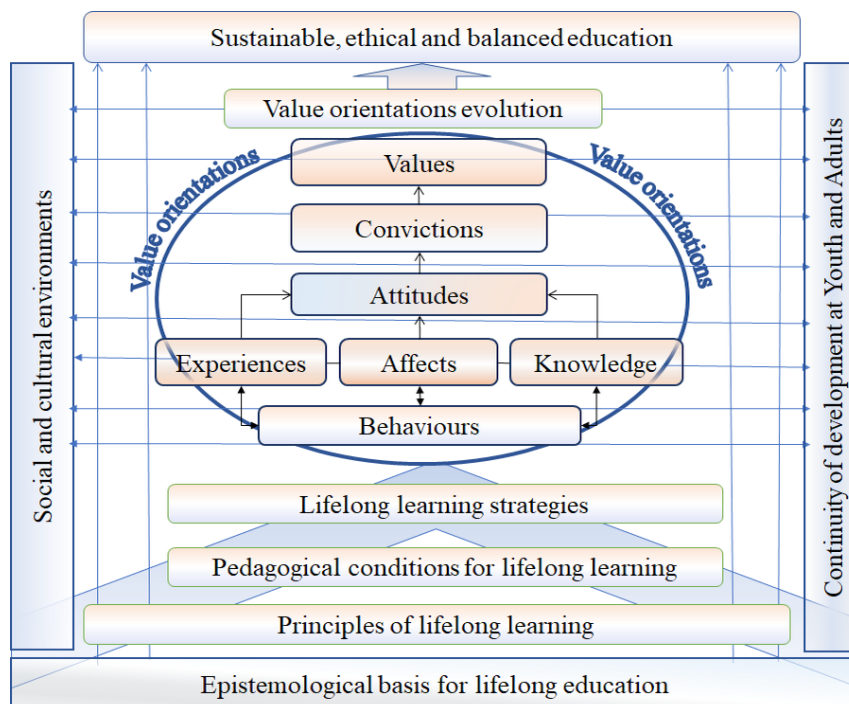 Sustainable, ethical and balanced education
Value orientations evolution
Value orientations
Value orientations
Values
Convictions
Attitudes
Experiences
Affects
Knowledge
Behaviours
Social and cultural environments
Continuity of development at Youth and Adults
Lifelong learning strategies
Pedagogical conditions for lifelong learning
Principles of lifelong learning
Epistemological basis for lifelong education